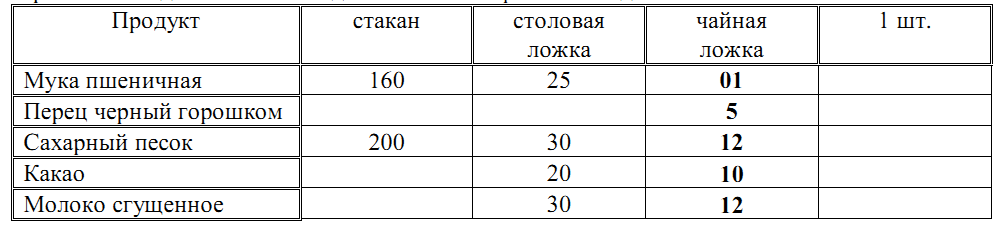 Продукт стакан столовая ложка чайная ложка 1 шт.
Мука пшеничная 160 25 01
Перец черный горошком 5
Сахарный песок 200 30 12
Какао 20 10
Молоко сгущенное 30 12